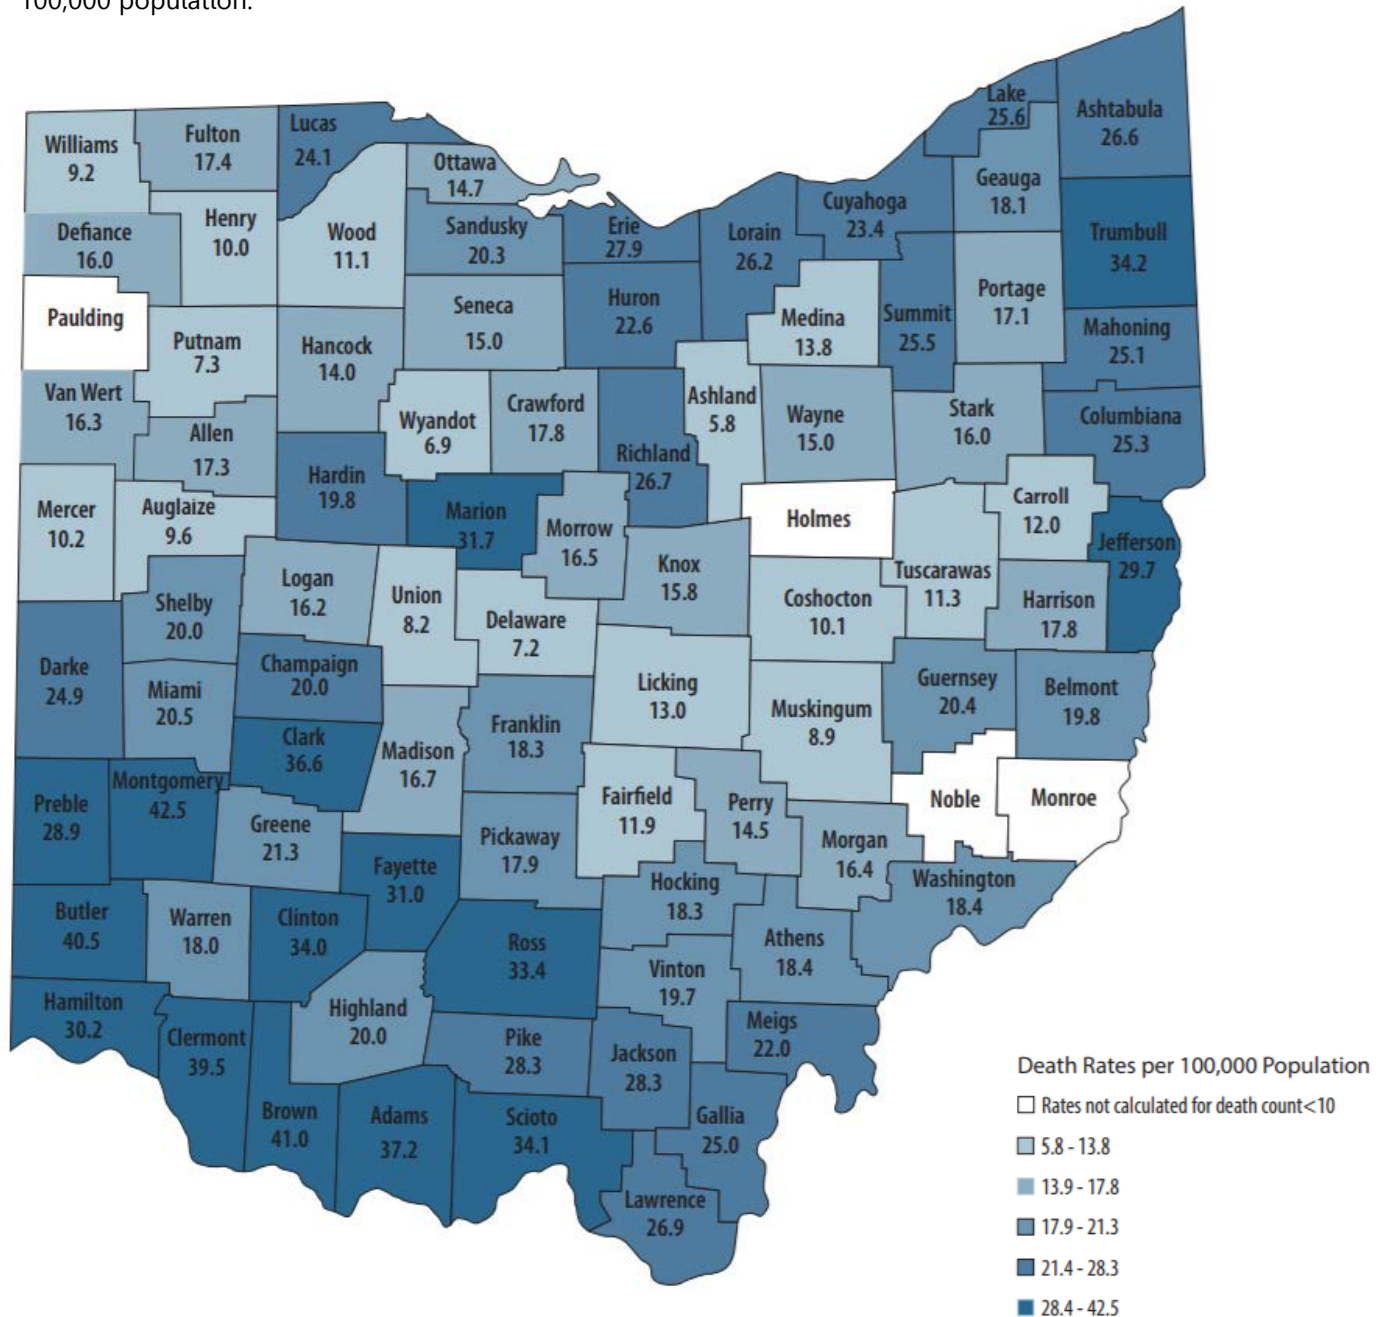 100,000 population.
Lake
25.6
Ashtabula
26.6
Williams
9.2
Fulton
17.4
Lucas
24.1
Ottawa
14.7
Geauga
18.1
Henry
10.0
Defiance
16.0
Wood
11.1
Sandusky
20.3
Erie
27.9
Lorain
26.2
Cuyahoga
23.4
Trumbull
34.2
Paulding
Putnam
7.3
Hancock
14.0
Seneca
15.0
Huron
22.6
Medina
13.8
Summit
25.5
Portage
17.1
Mahoning
25.1
Van Wert
16.3
Allen
17.3
Wyandot
6.9
Crawford
17.8
Richland
26.7
Ashland
5.8
Wayne
15.0
Stark
16.0
Columbiana
25.3
Mercer
10.2
Auglaize
9.6
Hardin
19.8
Marion
31.7
Morrow
16.5
Holmes
Carroll
12.0
Jefferson
29.7
Shelby
20.0
Logan
16.2
Union
8.2
Delaware
7.2
Knox
15.8
Coshocton
10.1
Tuscarawas
11.3
Harrison
17.8
Darke
24.9
Miami
20.5
Champaign
20.0
Licking
13.0
Muskingum
8.9
Guernsey
20.4
Belmont
19.8
Clark
36.6
Madison
16.7
Franklin
18.3
Preble
28.9
Montgomery
42.5
Greene
21.3
Fayette
31.0
Pickaway
17.9
Fairfield
11.9
Perry
14.5
Morgan
16.4
Noble
Monroe
Washington
18.4
Butler
40.5
Warren
18.0
Clinton
34.0
Ross
33.4
Hocking
18.3
Athens
18.4
Vinton
19.7
Hamilton
30.2
Clermont
39.5
Highland
20.0
Pike
28.3
Jackson
28.3
Meigs
22.0
Brown
41.0
Adams
37.2
Scioto
34.1
Gallia
25.0
Lawrence
26.9
Death Rates per 100,000 Population
Rates not calculated for death count<10
5.8 - 13.8
13.9 - 17.8
17.9 - 21.3
21.4 - 28.3
28.4 - 42.5